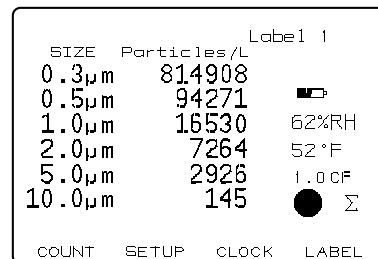 Label 1
SIZE Particles/L
0.3µm 814908
0.5µm 94271
1.0µm 16530 62%RH
2.0µm 7264 52°F
5.0µm 2926 1.0CF
10.0µm 145 Σ
COUNT SETUP CLOCK LABEL